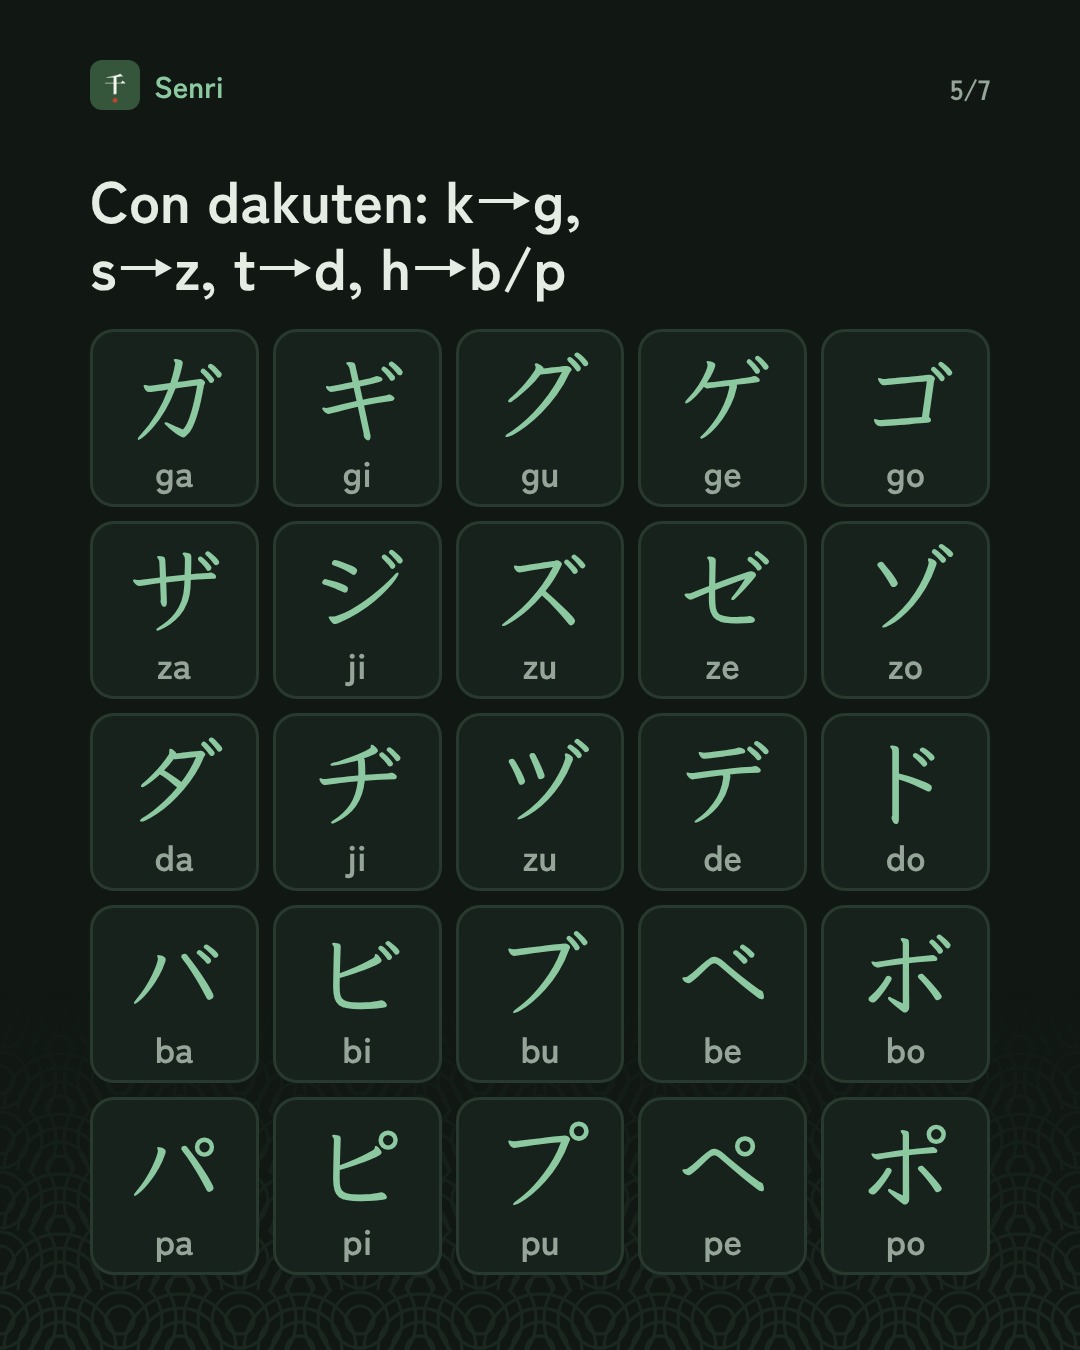 千 Senri
5/7
Con dakuten: k→g,
s→z, t→d, h→b/p
ガ ギ グ ゲ ゴ
ga gi gu ge go
ザ ジ ズ ゼ ゾ
za ji zu ze zo
ダ ヂ ヅ デ ド
da ji zu de do
バ ビ ブ ベ ボ
ba bi bu be bo
パ ピ プ ペ ポ
pa pi pu pe po